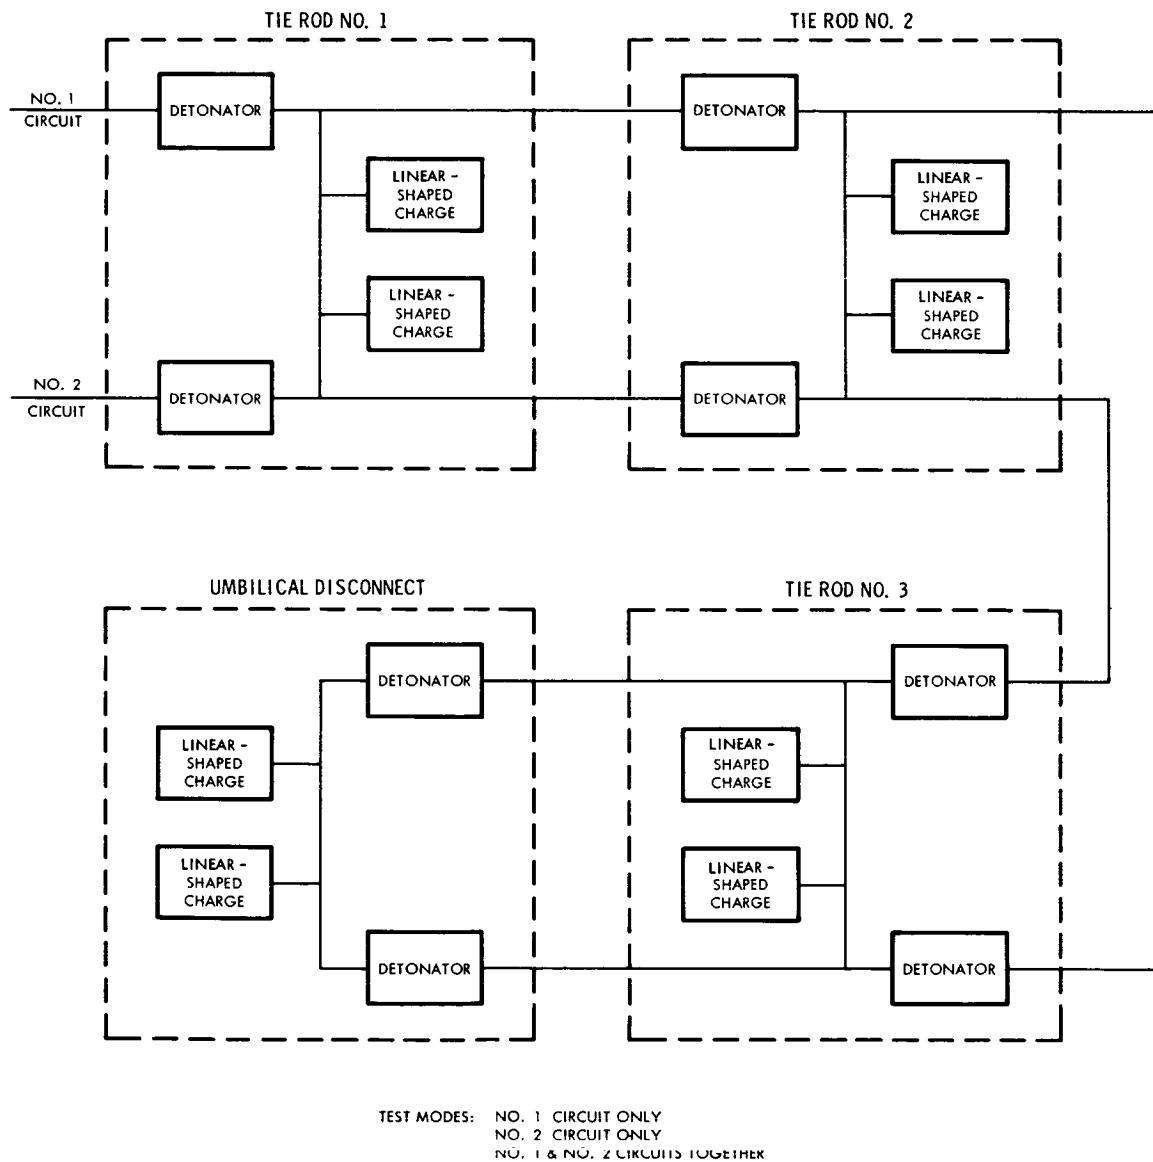 TIE ROD NO. 1
TIE ROD NO. 2
NO. 1
CIRCUIT
DETONATOR
DETONATOR
LINEAR -
SHAPED
CHARGE
LINEAR -
SHAPED
CHARGE
LINEAR -
SHAPED
CHARGE
LINEAR -
SHAPED
CHARGE
NO. 2
CIRCUIT
DETONATOR
DETONATOR
UMBILICAL DISCONNECT
TIE ROD NO. 3
DETONATOR
DETONATOR
LINEAR -
SHAPED
CHARGE
LINEAR -
SHAPED
CHARGE
LINEAR -
SHAPED
CHARGE
LINEAR -
SHAPED
CHARGE
DETONATOR
DETONATOR
TEST MODES: NO. 1 CIRCUIT ONLY
NO. 2 CIRCUIT ONLY
NO. 1 & NO. 2 CIRCUITS TOGETHER